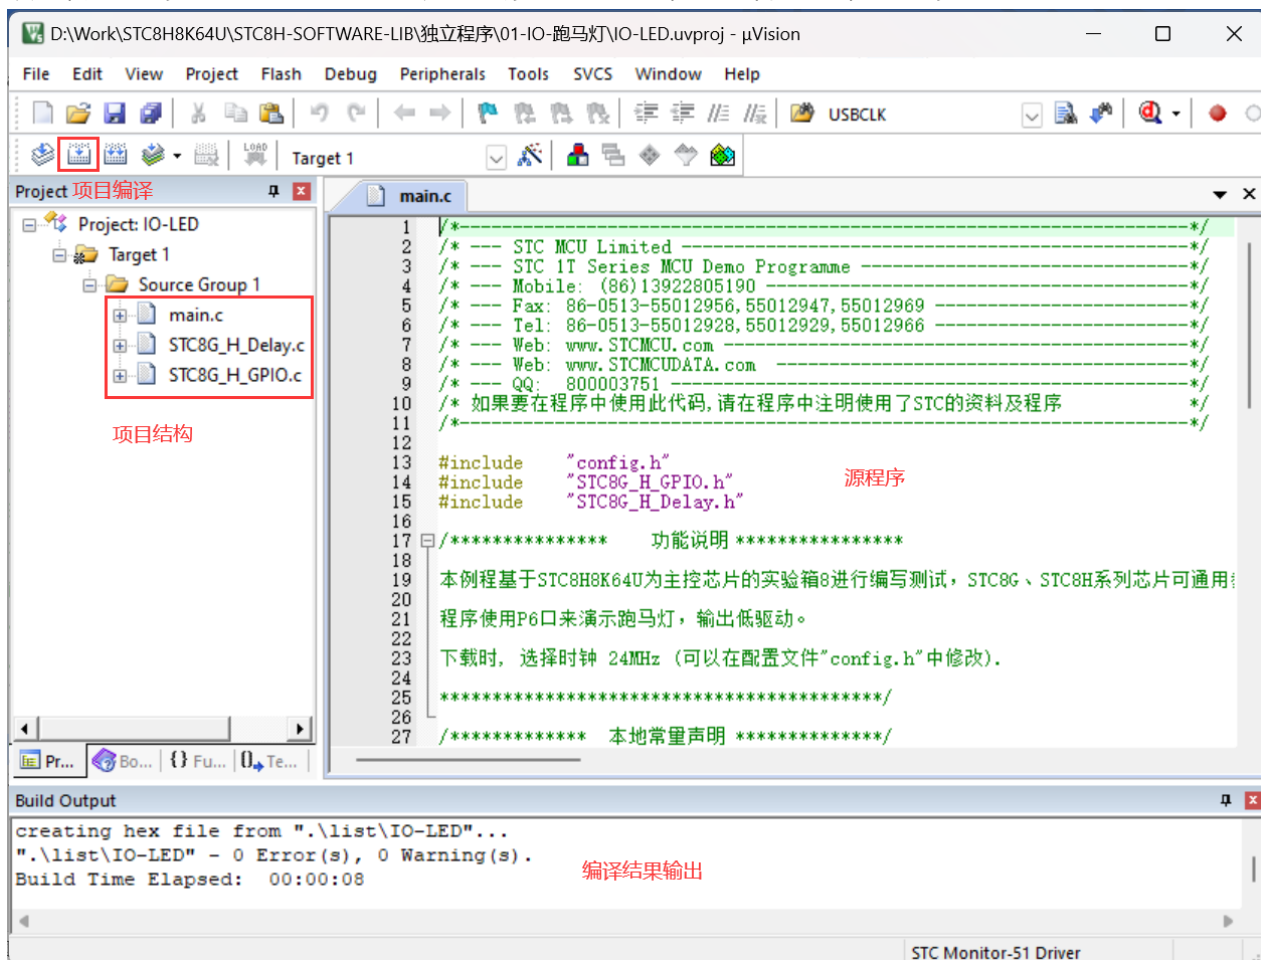 D:\Work\STC8H8K64U\STC8H-SOFTWARE-LIB\独立程序\01-IO-跑马灯\IO-LED.uvproj - µVision
File Edit View Project Flash Debug Peripherals Tools SVCS Window Help
USBCLK
LOAD
Target 1
Project 项目编译
main.c
Project: IO-LED
Target 1
Source Group 1
main.c
STC8G_H_Delay.c
STC8G_H_GPIO.c
项目结构
1 /*---------------------------------------------------------------------*/
2 /* --- STC MCU Limited ------------------------------------------------*/
3 /* --- STC 1T Series MCU Demo Programme -------------------------------*/
4 /* --- Mobile: (86)13922805190 ----------------------------------------*/
5 /* --- Fax: 86-0513-55012956,55012947,55012969 ------------------------*/
6 /* --- Tel: 86-0513-55012928,55012929,55012966 ------------------------*/
7 /* --- Web: www.STCMCU.com --------------------------------------------*/
8 /* --- Web: www.STCMCUDATA.com ---------------------------------------*/
9 /* --- QQ: 800003751 -------------------------------------------------*/
10 /* 如果要在程序中使用此代码,请在程序中注明使用了STC的资料及程序 */
11 /*---------------------------------------------------------------------*/
12
13 #include "config.h"
14 #include "STC8G_H_GPIO.h"
15 #include "STC8G_H_Delay.h"
源程序
16
17 /*************** 功能说明 ****************
18
19 本例程基于STC8H8K64U为主控芯片的实验箱8进行编写测试，STC8G、STC8H系列芯片可通用
20
21 程序使用P6口来演示跑马灯，输出低驱动。
22
23 下载时, 选择时钟 24MHz (可以在配置文件"config.h"中修改).
24
25 ******************************************/
26
27 /************* 本地常量声明 **************/
Pr... Bo... {} Fu... Te...
Build Output
creating hex file from ".\list\IO-LED"...
".\list\IO-LED" - 0 Error(s), 0 Warning(s).
Build Time Elapsed: 00:00:08
编译结果输出
STC Monitor-51 Driver